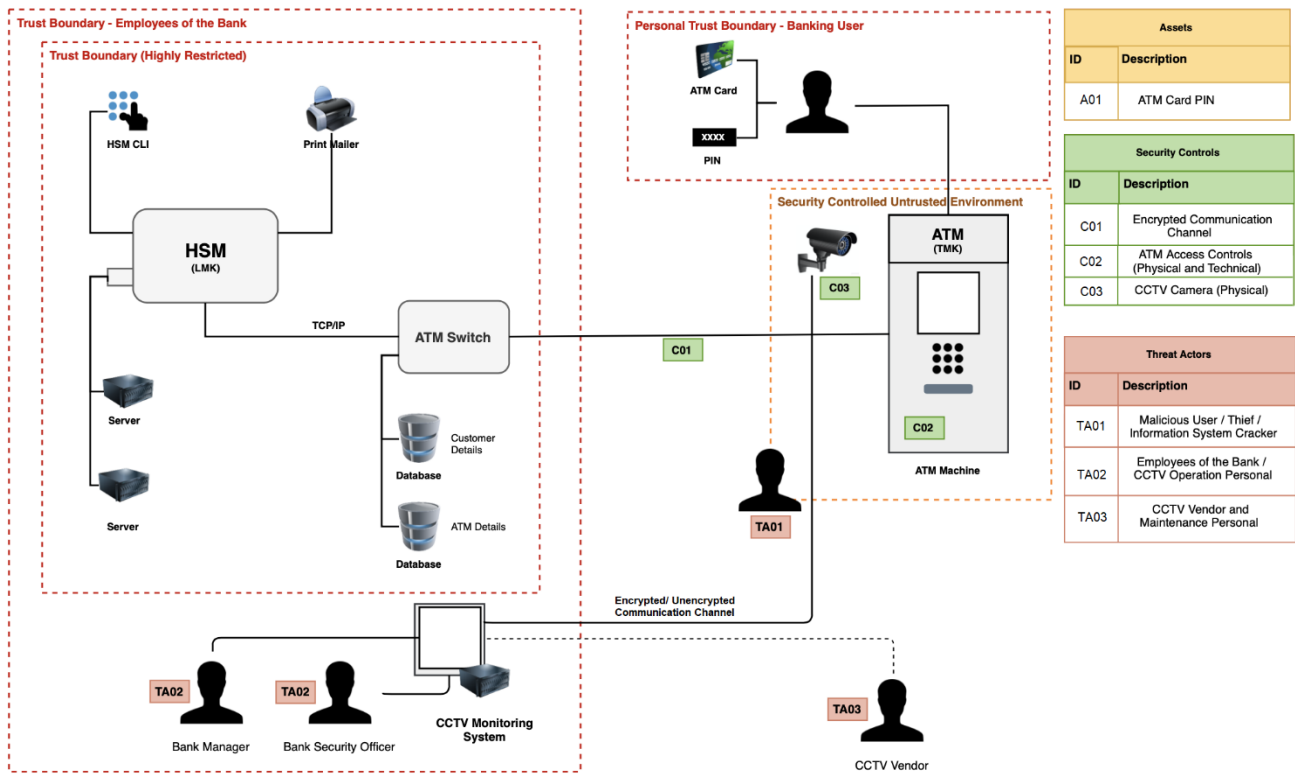 Trust Boundary - Employees of the Bank
Trust Boundary (Highly Restricted)
HSM CLI
Print Mailer
HSM
(LMK)
TCP/IP
ATM Switch
Server
Server
Customer
Details
Database
ATM Details
Database
Personal Trust Boundary - Banking User
ATM Card
XXXX
PIN
Security Controlled Untrusted Environment
ATM
(TMK)
C03
C01
C02
ATM Machine
TA01
Encrypted/ Unencrypted
Communication Channel
TA02
TA02
Bank Manager
Bank Security Officer
CCTV Monitoring
System
TA03
CCTV Vendor
Assets
ID Description
A01 ATM Card PIN
Security Controls
ID Description
C01 Encrypted Communication
Channel
C02 ATM Access Controls
(Physical and Technical)
C03 CCTV Camera (Physical)
Threat Actors
ID Description
TA01 Malicious User / Thief /
Information System Cracker
TA02 Employees of the Bank /
CCTV Operation Personal
TA03 CCTV Vendor and
Maintenance Personal